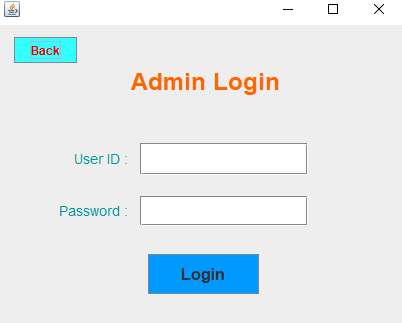 Back
Admin Login
User ID :
Password :
Login